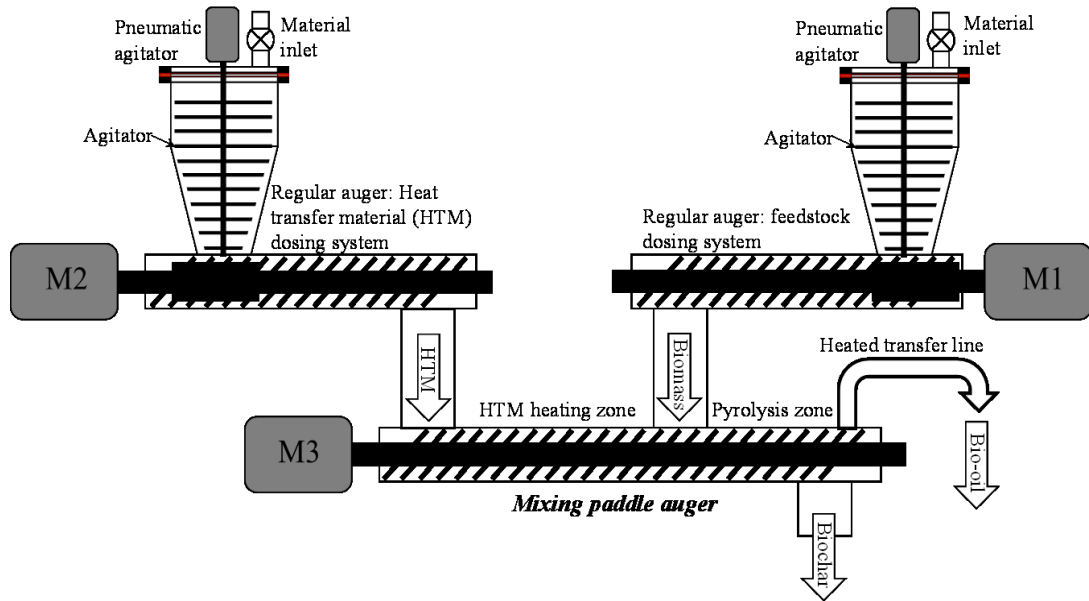 Pneumatic
agitator
Material
inlet
Agitator
Regular auger: Heat
transfer material (HTM)
dosing system
M2
HTM
Pneumatic
agitator
Material
inlet
Agitator
Regular auger: feedstock
dosing system
M1
Biomass
Heated transfer line
HTM heating zone
Pyrolysis zone
M3
Mixing paddle auger
Bio-oil
Biochar